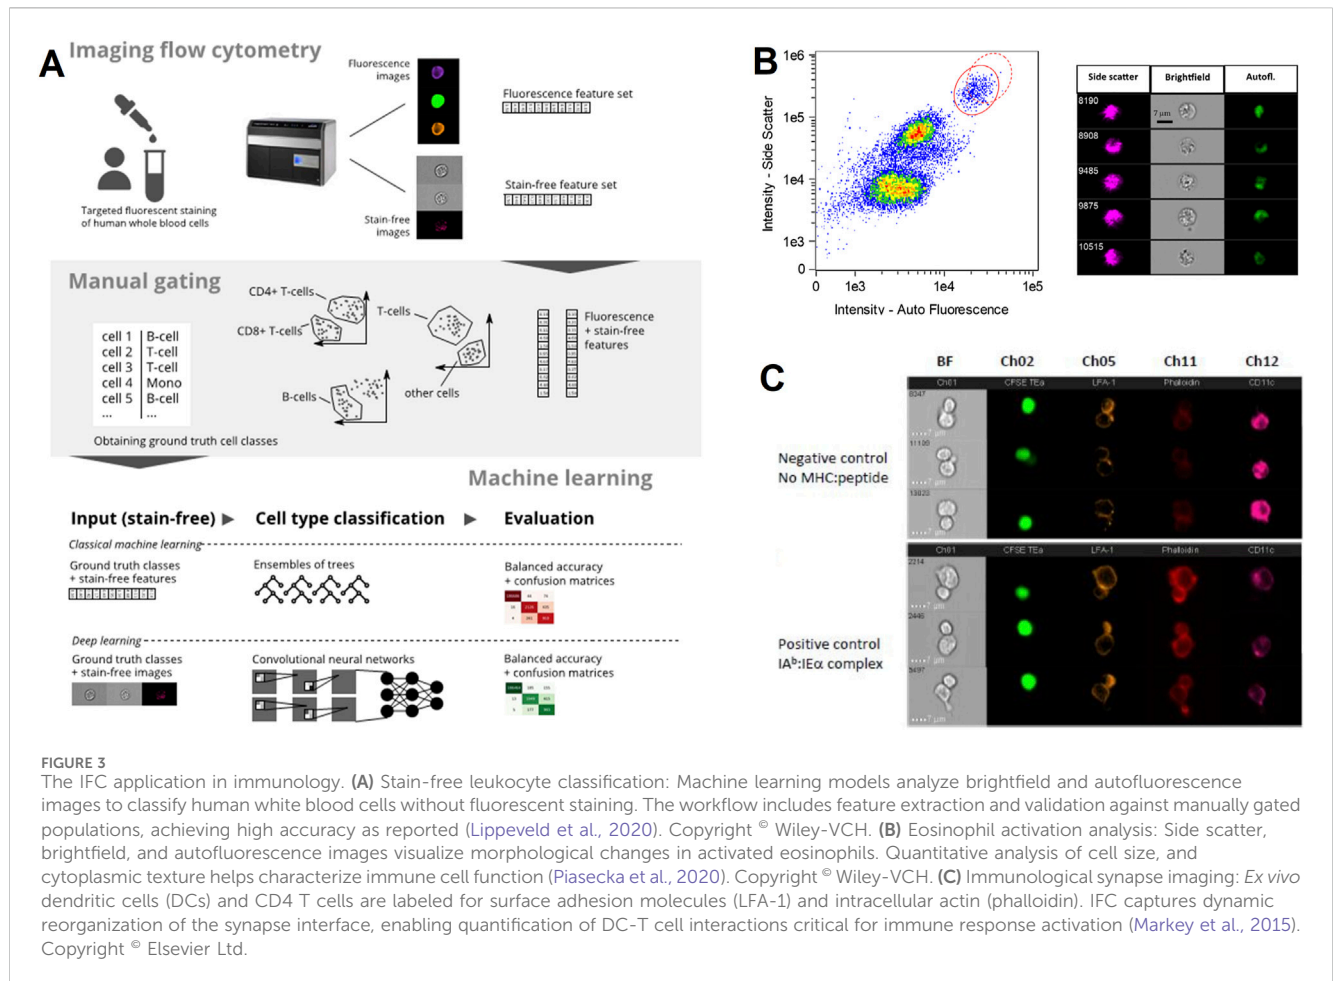 A
Imaging flow cytometry
Fluorescence
images
Fluorescence feature set
Targeted fluorescent staining
of human whole blood cells
Stain-free feature set
Stain-free
images
Manual gating
cell 1 B-cell
cell 2 T-cell
cell 3 T-cell
cell 4 Mono
cell 5 B-cell
... ...
Obtaining ground truth cell classes
CD4+ T-cells
CD8+ T-cells
T-cells
B-cells
other cells
Fluorescence
+ stain-free
features
Machine learning
Input (stain-free) Cell type classification Evaluation
Classical machine learning
Ground truth classes
+ stain-free features
Ensembles of trees
Balanced accuracy
+ confusion matrices
Deep learning
Ground truth classes
+ stain-free images
Convolutional neural networks
Balanced accuracy
+ confusion matrices
B
Intensity - Side Scatter
1e6
1e5
1e4
1e3
0
0 1e3 1e4 1e5
Intensity - Auto Fluorescence
Side scatter Brightfield Autofl.
8190
7 µm
8908
9485
9875
10515
C
BF Ch02 Ch05 Ch11 Ch12
Ch01 CFSE TEa LFA-1 Phalloidin CD11c
Negative control
No MHC:peptide
Ch01 CFSE TEa LFA-1 Phalloidin CD11c
2214
2446
Positive control
IAᵇ:IEα complex
FIGURE 3
The IFC application in immunology. (A) Stain-free leukocyte classification: Machine learning models analyze brightfield and autofluorescence
images to classify human white blood cells without fluorescent staining. The workflow includes feature extraction and validation against manually gated
populations, achieving high accuracy as reported (Lippeveld et al., 2020). Copyright © Wiley-VCH. (B) Eosinophil activation analysis: Side scatter,
brightfield, and autofluorescence images visualize morphological changes in activated eosinophils. Quantitative analysis of cell size, and
cytoplasmic texture helps characterize immune cell function (Piasecka et al., 2020). Copyright © Wiley-VCH. (C) Immunological synapse imaging: Ex vivo
dendritic cells (DCs) and CD4 T cells are labeled for surface adhesion molecules (LFA-1) and intracellular actin (phalloidin). IFC captures dynamic
reorganization of the synapse interface, enabling quantification of DC-T cell interactions critical for immune response activation (Markey et al., 2015).
Copyright © Elsevier Ltd.